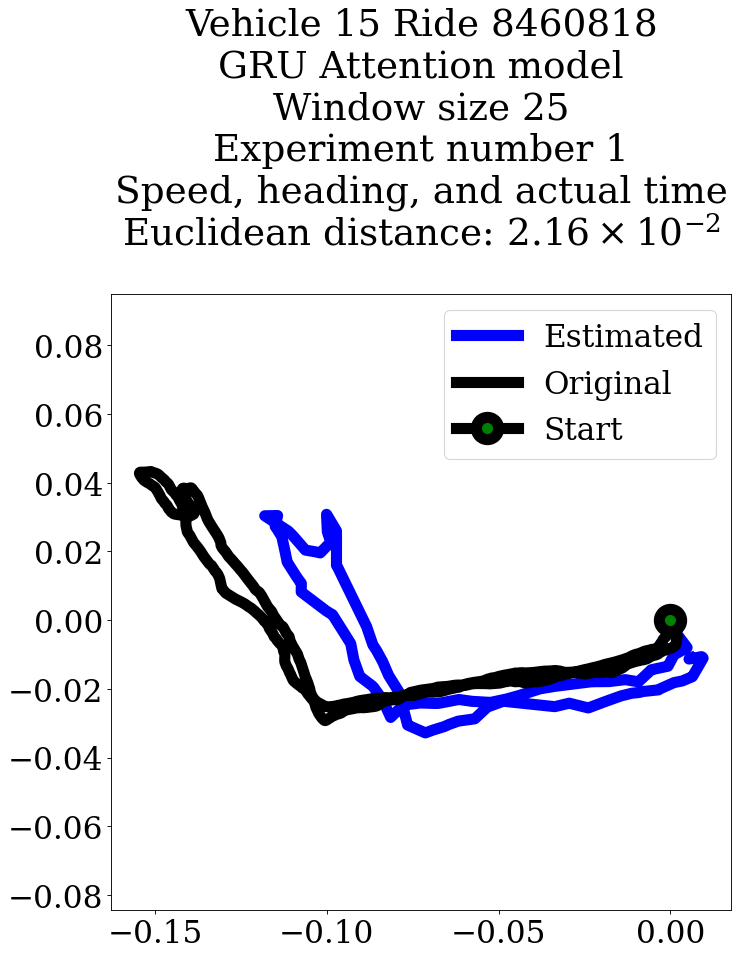 Vehicle 15 Ride 8460818
GRU Attention model
Window size 25
Experiment number 1
Speed, heading, and actual time
Euclidean distance: 2.16 × 10⁻²
Estimated
Original
Start
0.08
0.06
0.04
0.02
0.00
−0.02
−0.04
−0.06
−0.08
−0.15
−0.10
−0.05
0.00